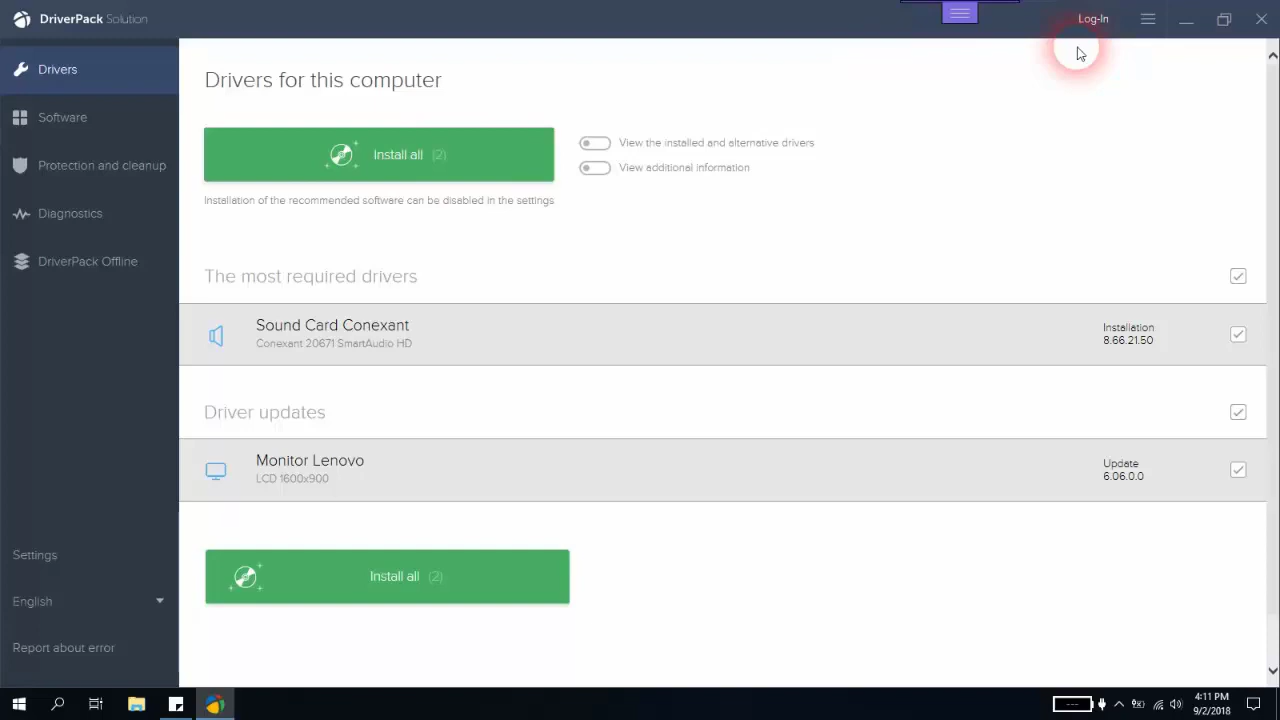 DriverPack Solution
Log-In
Drivers
Software
Protection and cleanup
Diagnostics
DriverPack Offline
Settings
English
Report about error
Drivers for this computer
Install all (2)
View the installed and alternative drivers
View additional information
Installation of the recommended software can be disabled in the settings
The most required drivers
Sound Card Conexant
Conexant 20671 SmartAudio HD
Installation
8.66.21.50
Driver updates
Monitor Lenovo
LCD 1600x900
Update
6.06.0.0
Install all (2)
4:11 PM
9/2/2018